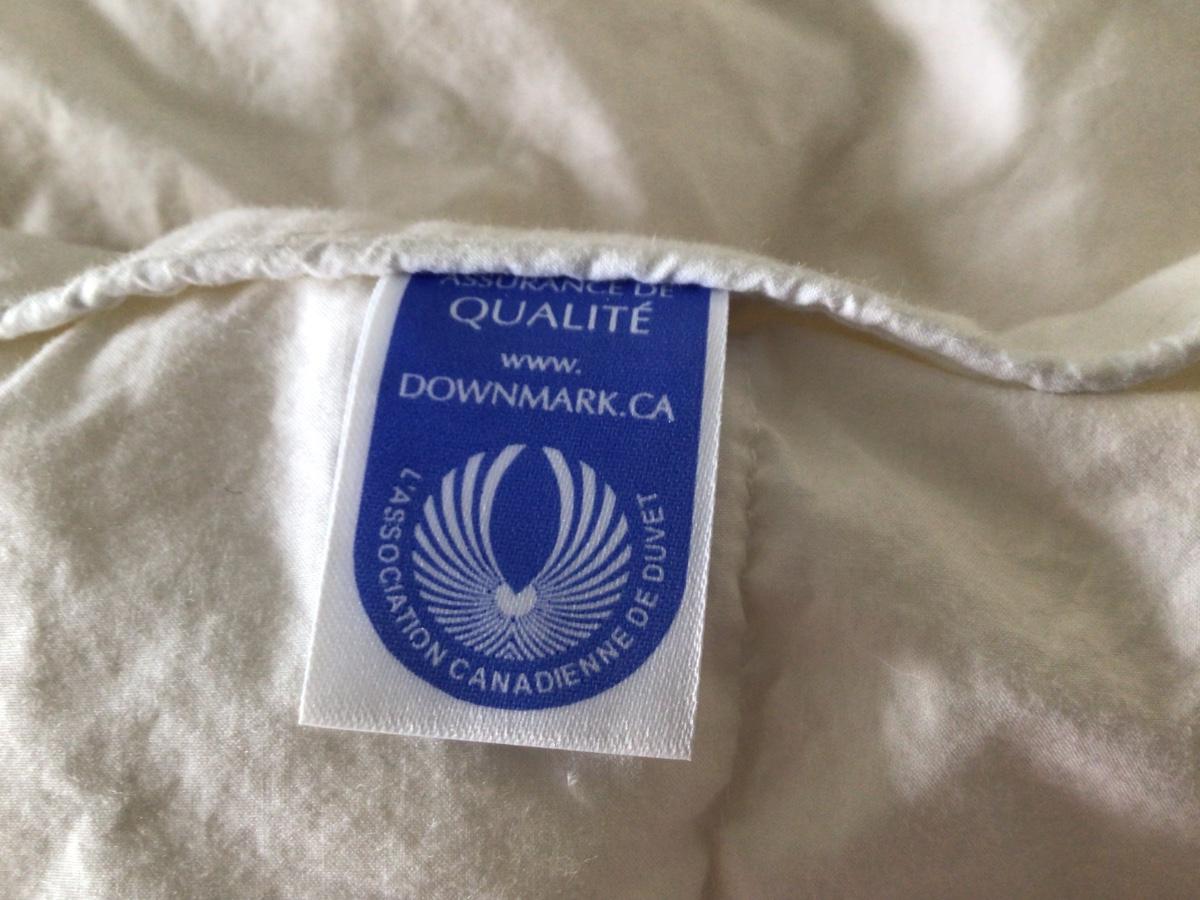 ASSURANCE DE
QUALITÉ
www.
DOWNMARK.CA
L'ASSOCIATION CANADIENNE DE DUVET